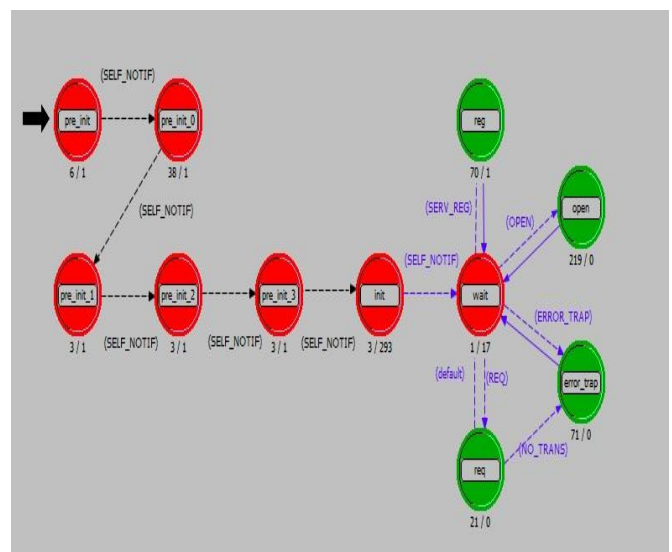 (SELF_NOTIF)
pre_init
pre_init_0
reg
6 / 1
38 / 1
70 / 1
(SELF_NOTIF)
(SERV_REG)
(OPEN)
open
219 / 0
(SELF_NOTIF)
pre_init_1
pre_init_2
pre_init_3
init
wait
(ERROR_TRAP)
3 / 1
(SELF_NOTIF)
3 / 1
(SELF_NOTIF)
3 / 1
(SELF_NOTIF)
3 / 293
1 / 17
(default)
(REQ)
error_trap
71 / 0
(NO_TRANS)
req
21 / 0